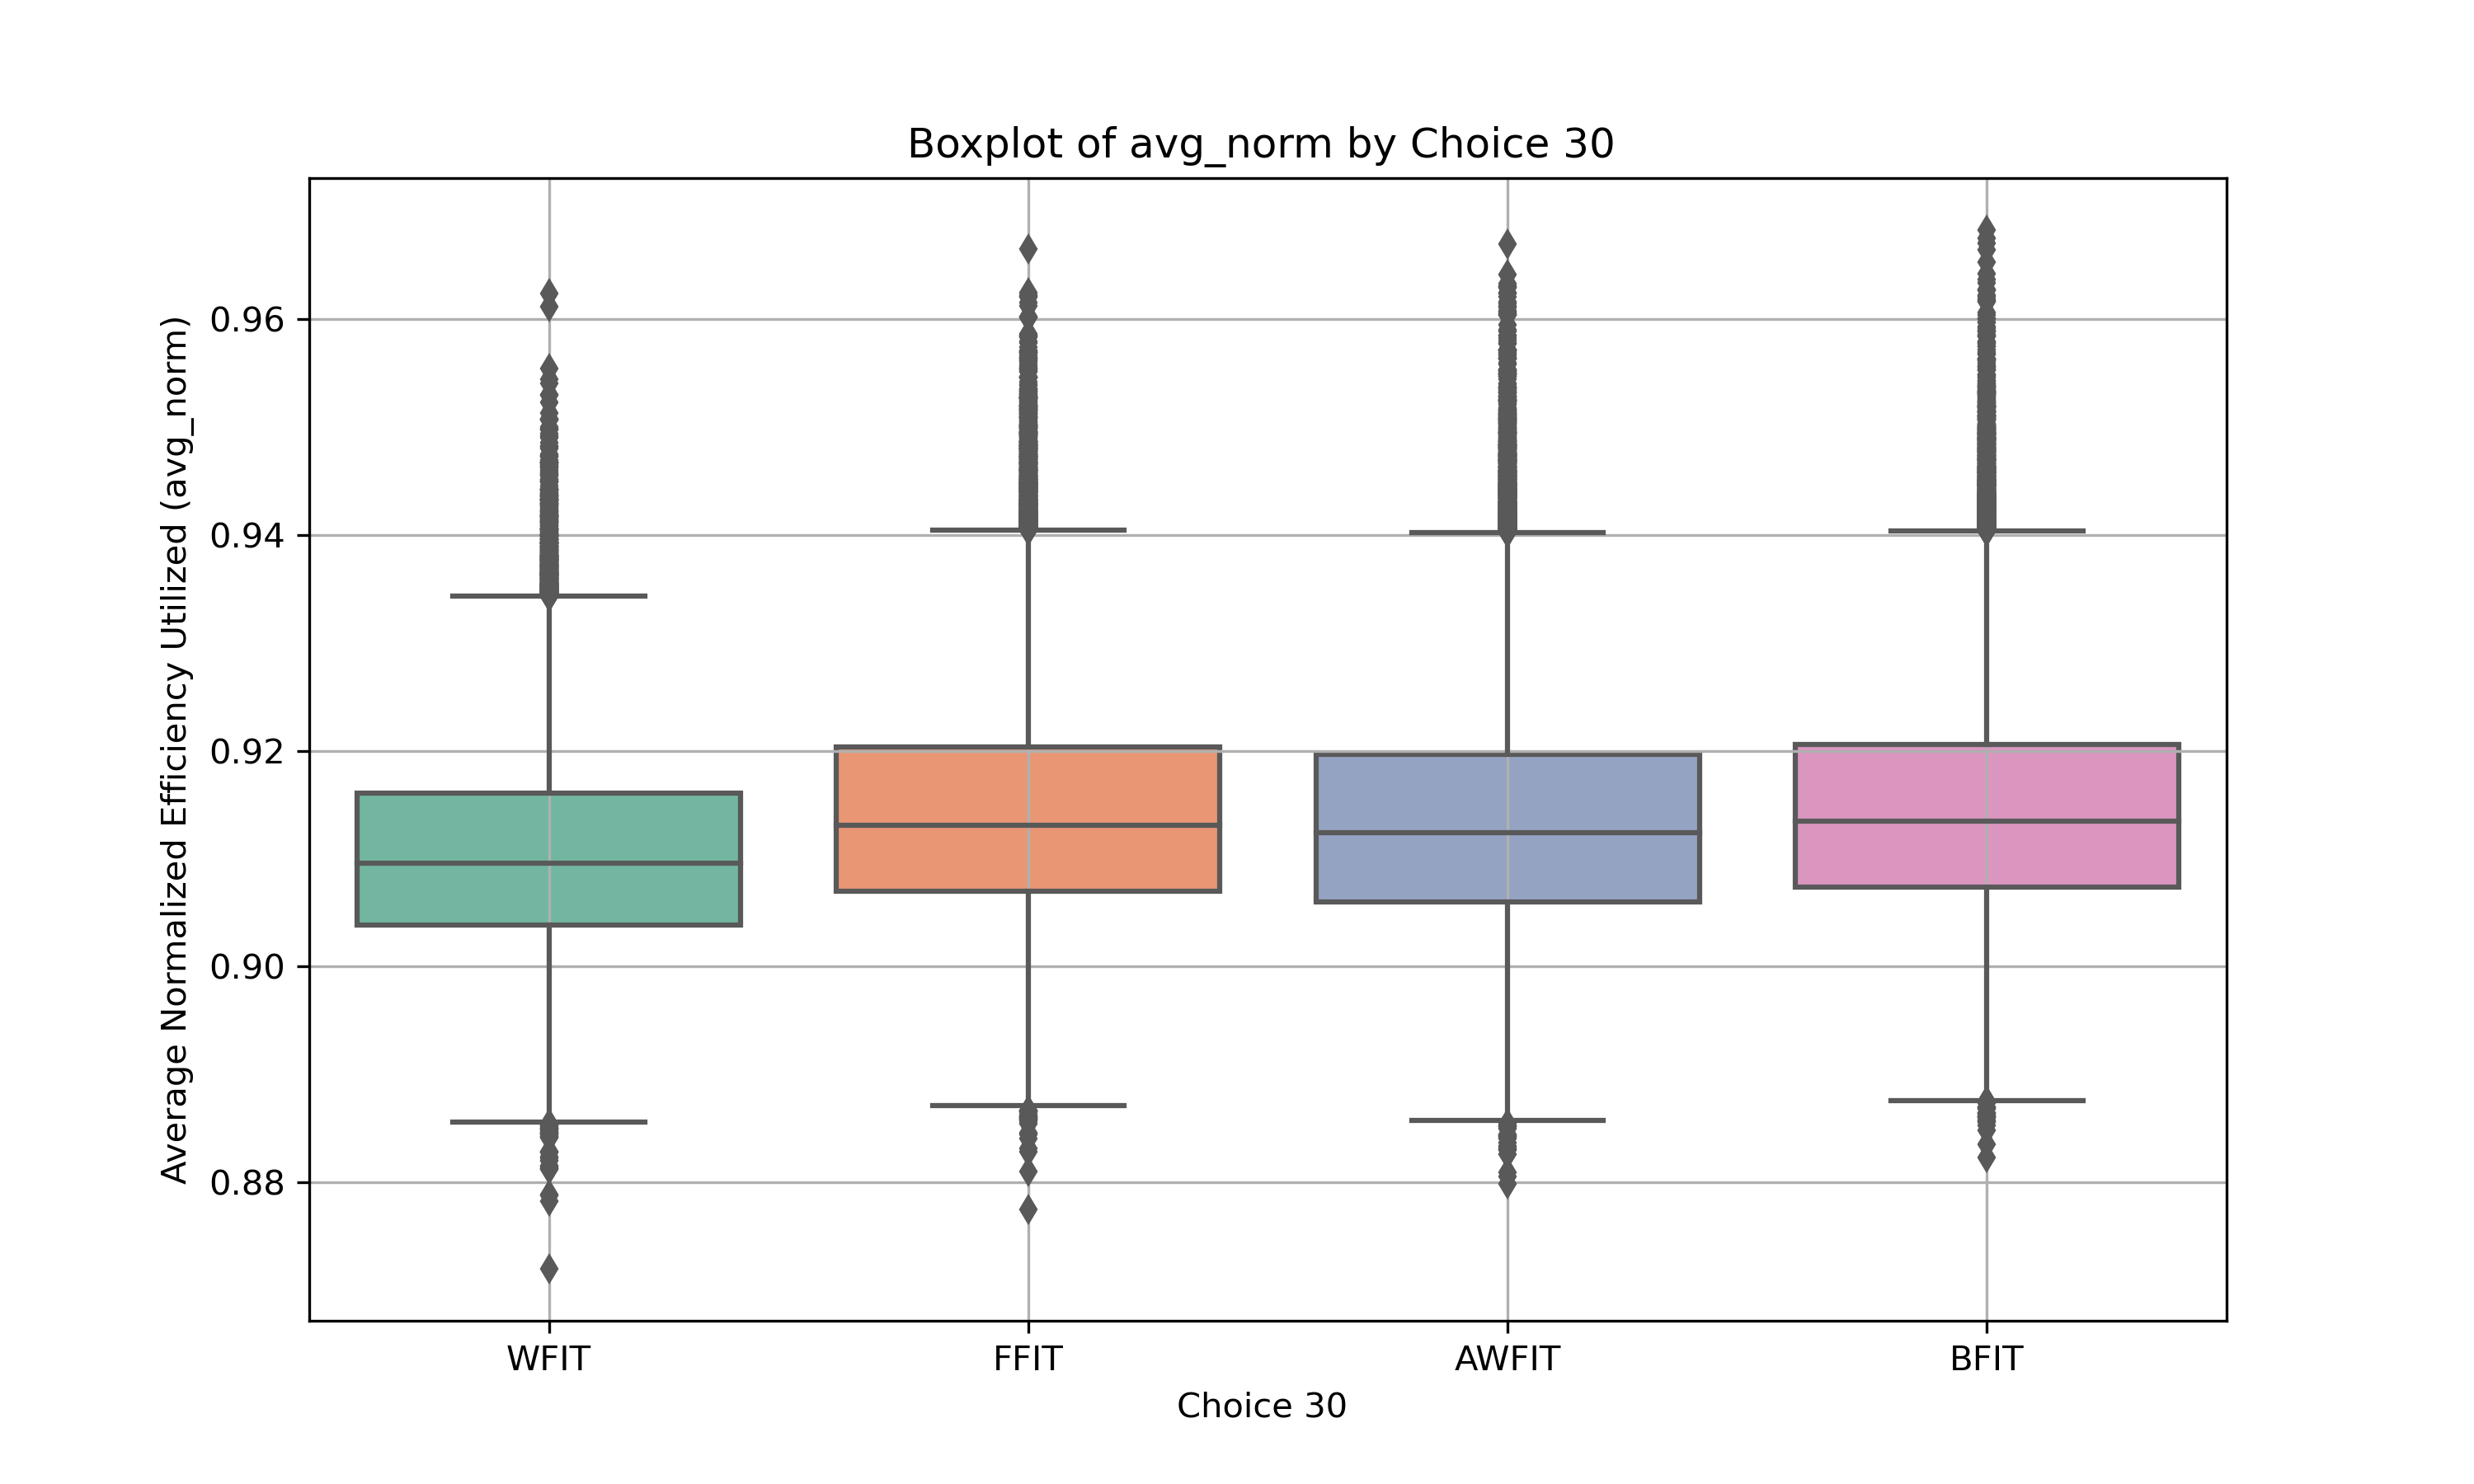 Boxplot of avg_norm by Choice 30
Average Normalized Efficiency Utilized (avg_norm)
0.96
0.94
0.92
0.90
0.88
WFIT
FFIT
AWFIT
BFIT
Choice 30